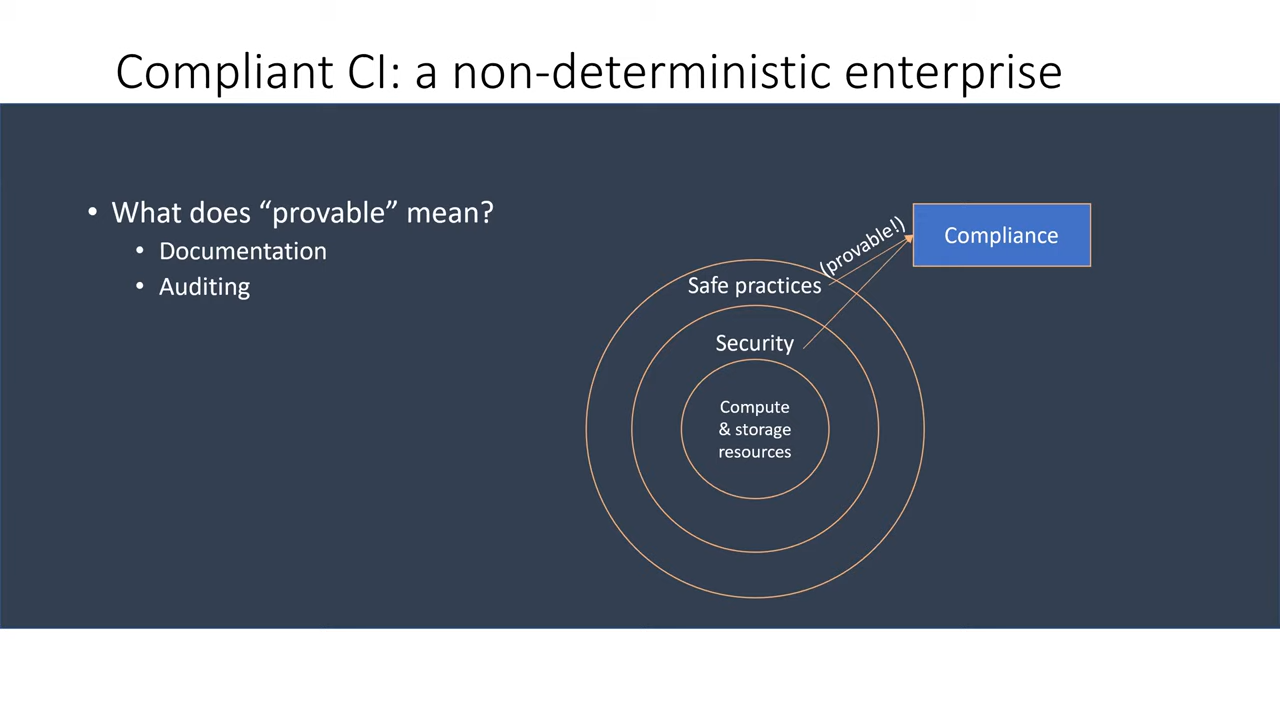 Compliant CI: a non-deterministic enterprise
• What does “provable” mean?
• Documentation
• Auditing
(provable!)
Compliance
Safe practices
Security
Compute
& storage
resources